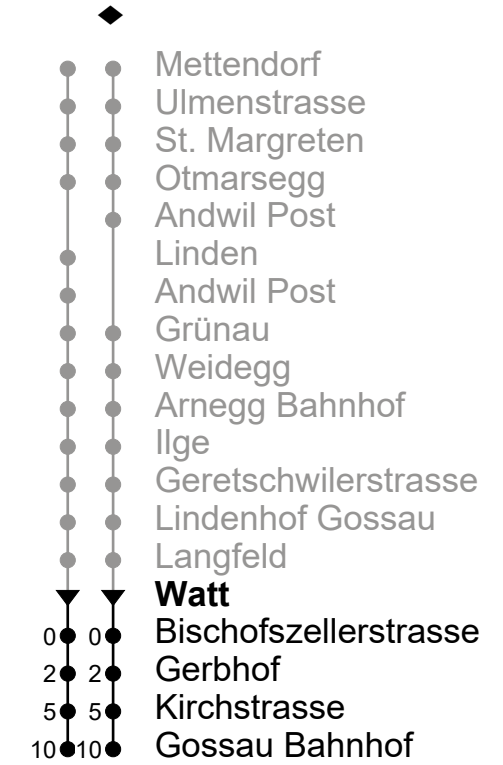 Mettendorf
Ulmenstrasse
St. Margreten
Otmarsegg
Andwil Post
Linden
Andwil Post
Grünau
Weidegg
Arnegg Bahnhof
Ilge
Geretschwilerstrasse
Lindenhof Gossau
Langfeld
Watt
0 0 Bischofszellerstrasse
2 2 Gerbhof
5 5 Kirchstrasse
10 10 Gossau Bahnhof